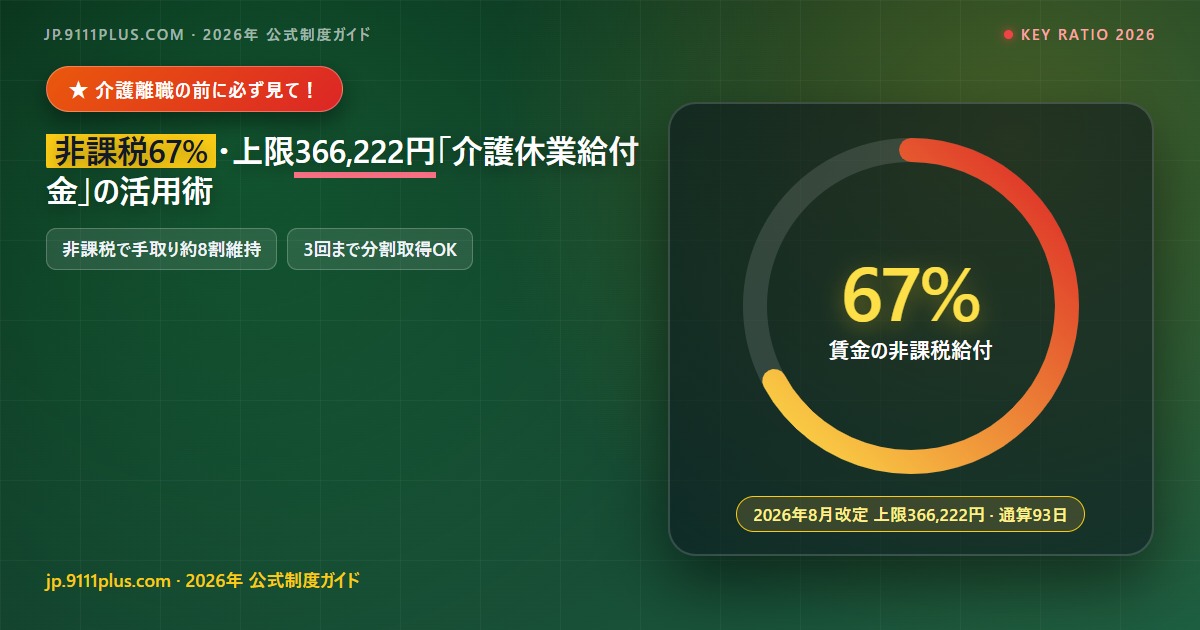 JP.9111PLUS.COM · 2026年 公式制度ガイド
KEY RATIO 2026
★ 介護離職の前に必ず見て！
非課税67%・上限366,222円「介護休業給付
金」の活用術
非課税で手取り約8割維持
3回まで分割取得OK
67%
賃金の非課税給付
2026年8月改定 上限366,222円 · 通算93日
jp.9111plus.com · 2026年 公式制度ガイド